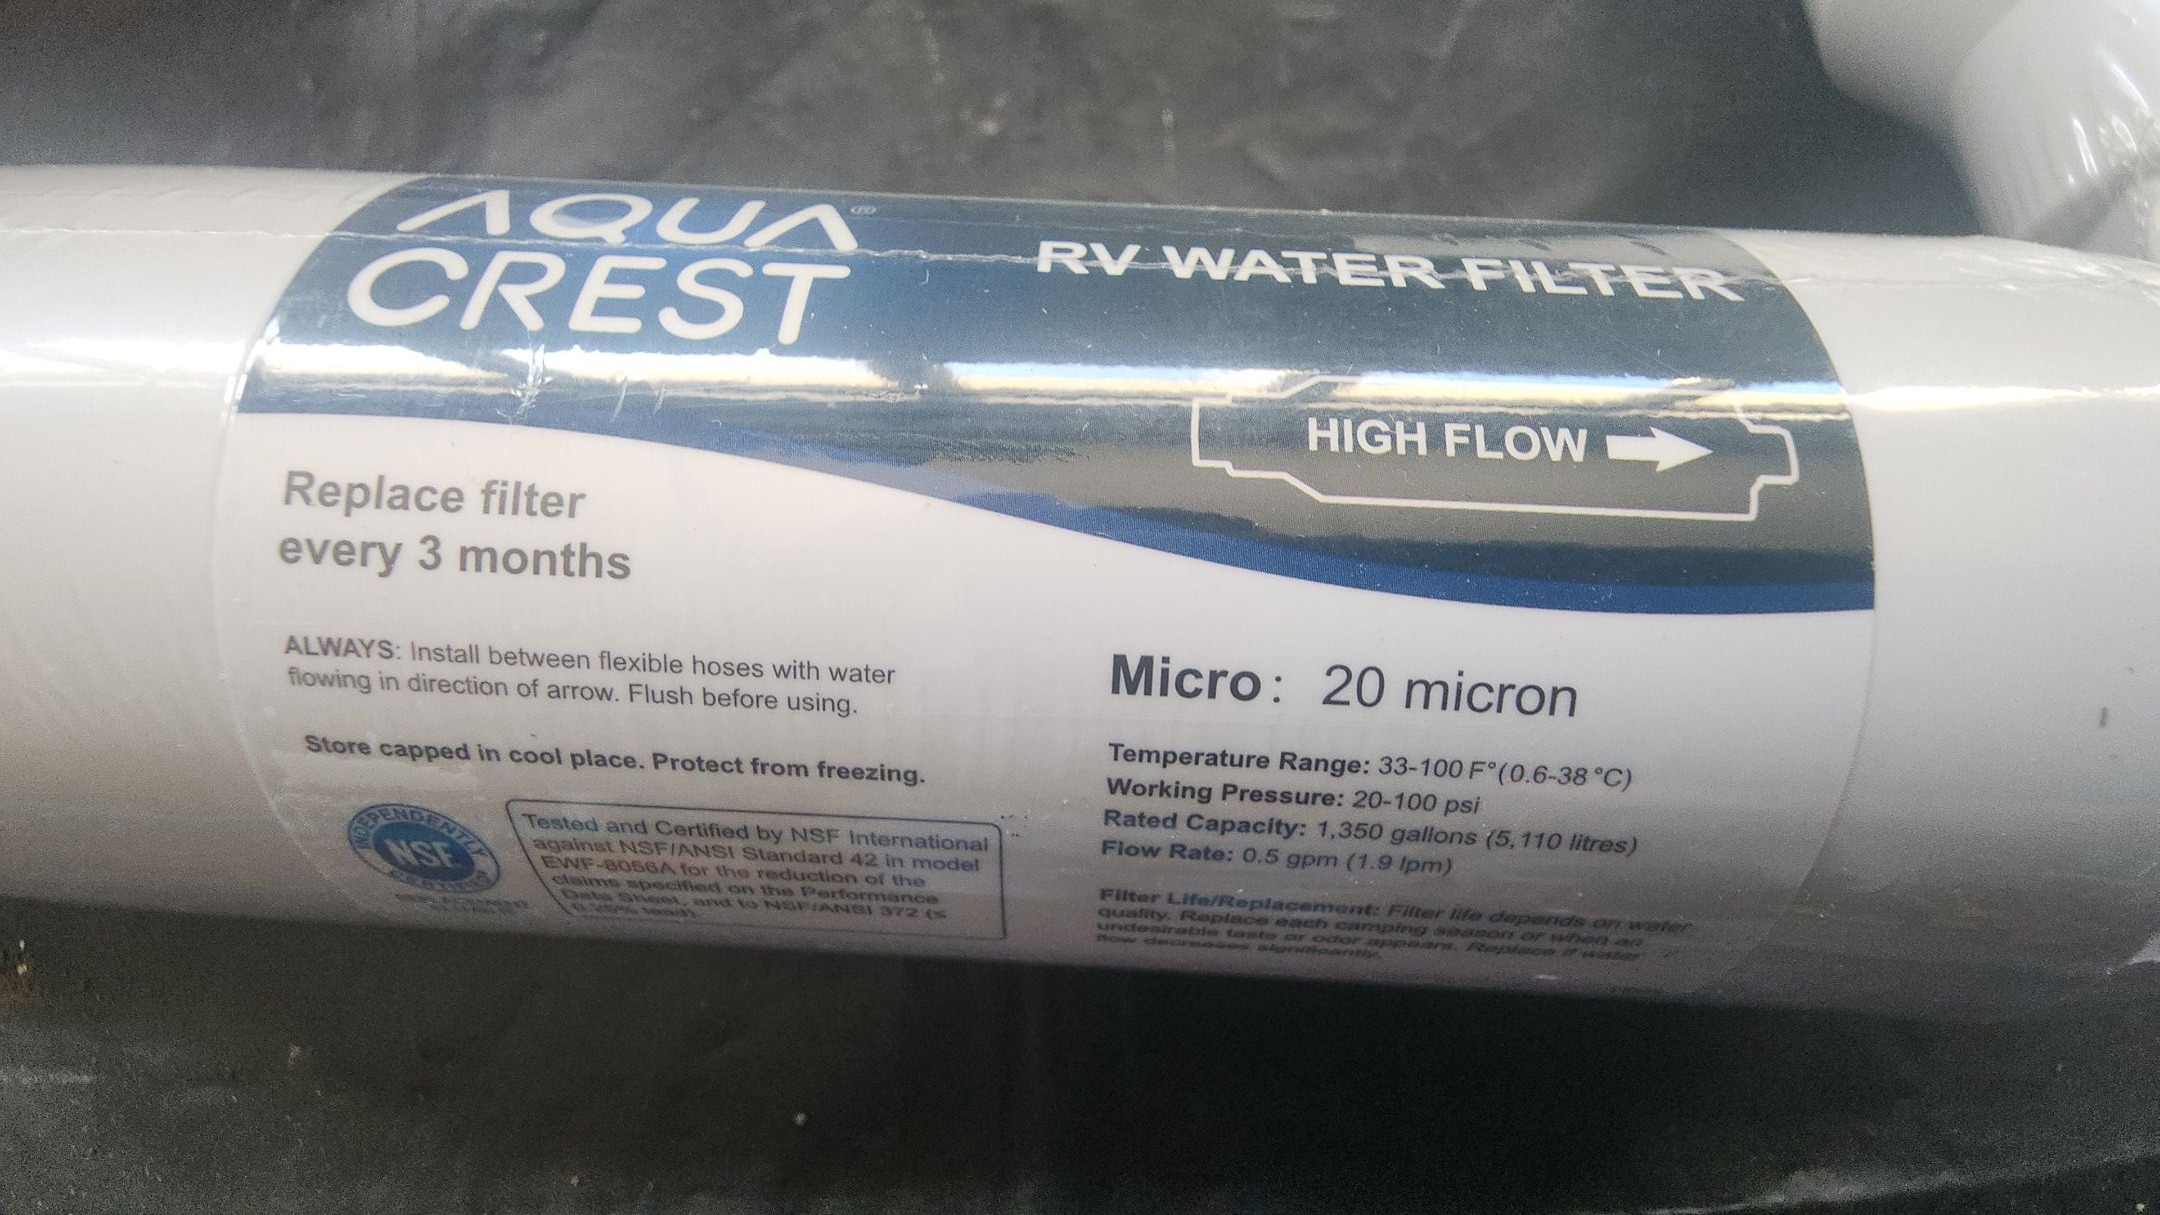 AQUA®
CREST
RV WATER FILTER
HIGH FLOW
Replace filter
every 3 months
ALWAYS: Install between flexible hoses with water
flowing in direction of arrow. Flush before using.
Store capped in cool place. Protect from freezing.
INDEPENDENTLY
NSF
CERTIFIED
Tested and Certified by NSF International
against NSF/ANSI Standard 42 in model
EWF-8056A for the reduction of the
claims specified on the Performance
Data Sheet, and to NSF/ANSI 372 (≤
0.25% lead).
Micro: 20 micron
Temperature Range: 33-100 F°(0.6-38 °C)
Working Pressure: 20-100 psi
Rated Capacity: 1,350 gallons (5,110 litres)
Flow Rate: 0.5 gpm (1.9 lpm)
Filter Life/Replacement: Filter life depends on water
quality. Replace each camping season or when an
undesirable taste or odor appears. Replace if water
flow decreases significantly.